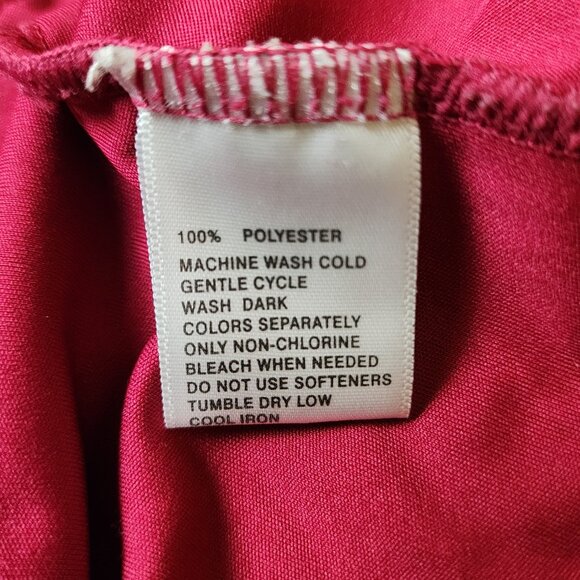 100% POLYESTER
MACHINE WASH COLD
GENTLE CYCLE
WASH DARK
COLORS SEPARATELY
ONLY NON-CHLORINE
BLEACH WHEN NEEDED
DO NOT USE SOFTENERS
TUMBLE DRY LOW
COOL IRON